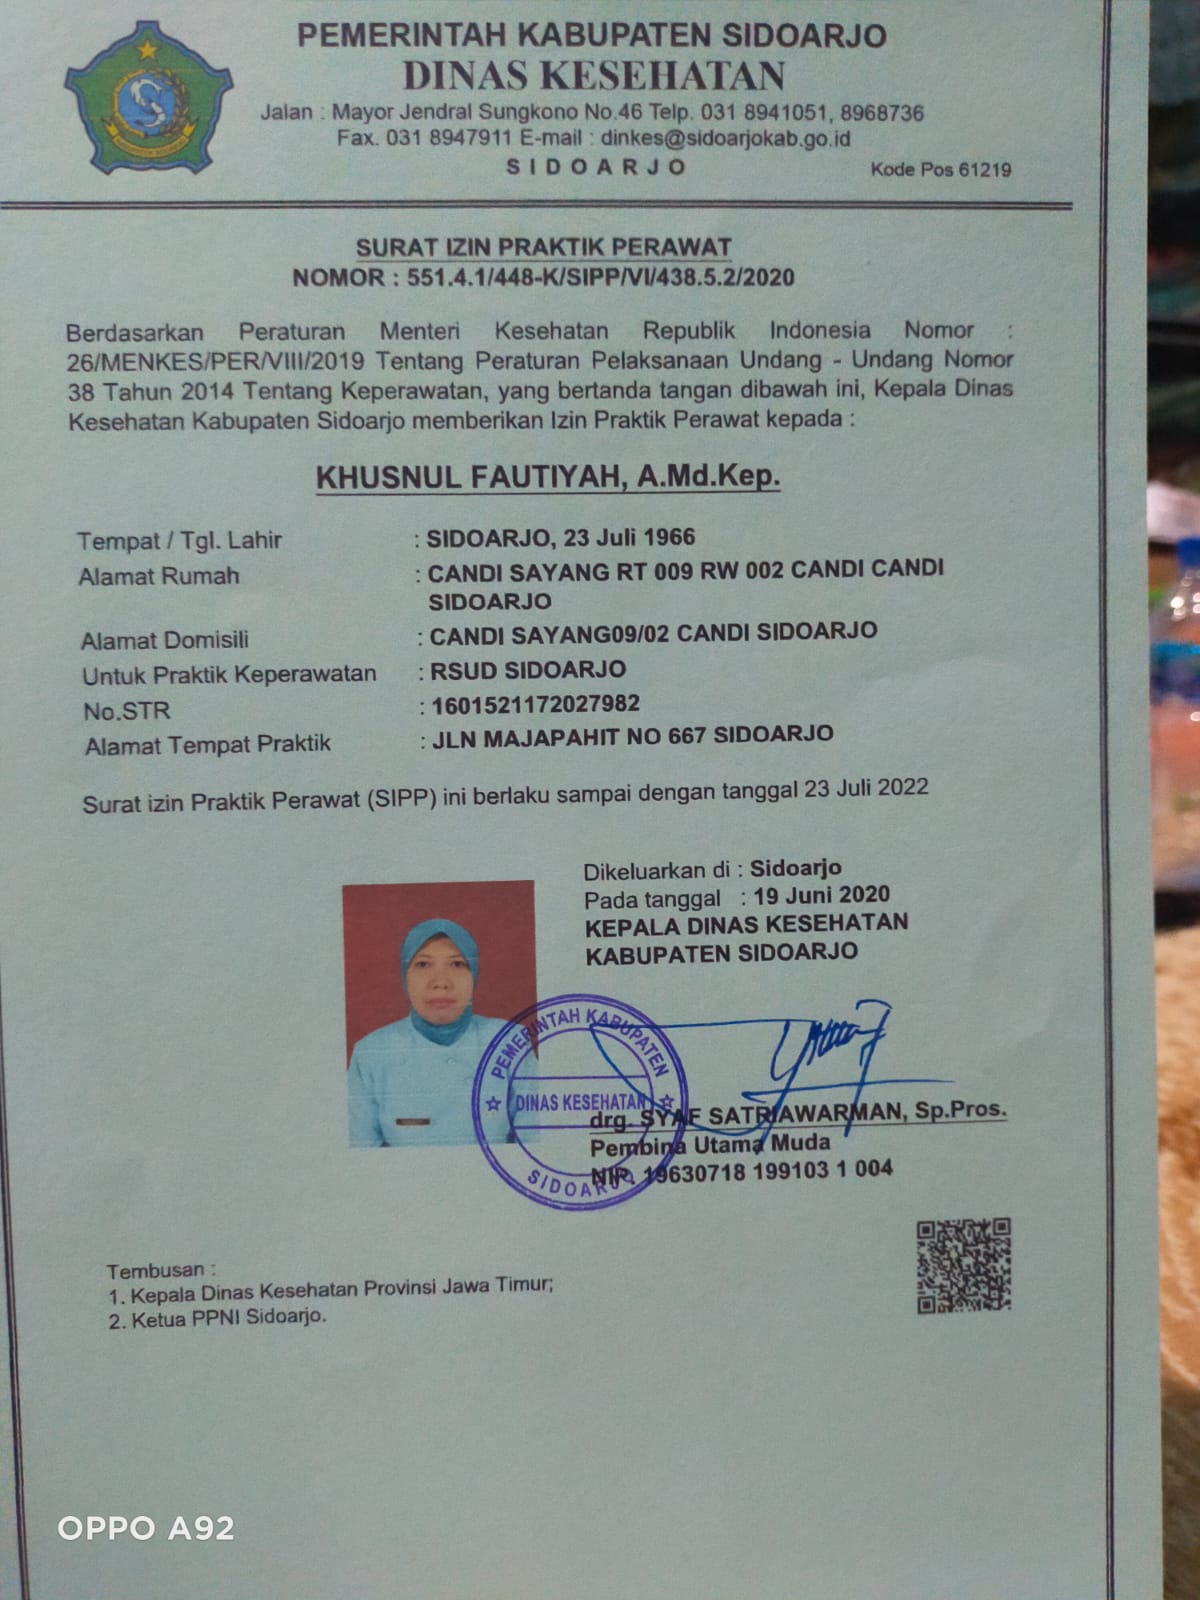 PEMERINTAH KABUPATEN SIDOARJO
DINAS KESEHATAN
Jalan : Mayor Jendral Sungkono No.46 Telp. 031 8941051, 8968736
Fax. 031 8947911 E-mail : dinkes@sidoarjokab.go.id
SIDOARJO
Kode Pos 61219
SURAT IZIN PRAKTIK PERAWAT
NOMOR : 551.4.1/448-K/SIPP/VI/438.5.2/2020
Berdasarkan Peraturan Menteri Kesehatan Republik Indonesia Nomor :
26/MENKES/PER/VIII/2019 Tentang Peraturan Pelaksanaan Undang - Undang Nomor
38 Tahun 2014 Tentang Keperawatan, yang bertanda tangan dibawah ini, Kepala Dinas
Kesehatan Kabupaten Sidoarjo memberikan Izin Praktik Perawat kepada :
KHUSNUL FAUTIYAH, A.Md.Kep.
Tempat / Tgl. Lahir : SIDOARJO, 23 Juli 1966
Alamat Rumah : CANDI SAYANG RT 009 RW 002 CANDI CANDI
SIDOARJO
Alamat Domisili : CANDI SAYANG09/02 CANDI SIDOARJO
Untuk Praktik Keperawatan : RSUD SIDOARJO
No.STR : 1601521172027982
Alamat Tempat Praktik : JLN MAJAPAHIT NO 667 SIDOARJO
Surat izin Praktik Perawat (SIPP) ini berlaku sampai dengan tanggal 23 Juli 2022
Dikeluarkan di : Sidoarjo
Pada tanggal : 19 Juni 2020
KEPALA DINAS KESEHATAN
KABUPATEN SIDOARJO
PEMERINTAH KABUPATEN
DINAS KESEHATAN
SIDOARJO
drg. SYAF SATRIAWARMAN, Sp.Pros.
Pembina Utama Muda
NIP. 19630718 199103 1 004
Tembusan :
1. Kepala Dinas Kesehatan Provinsi Jawa Timur;
2. Ketua PPNI Sidoarjo.
OPPO A92